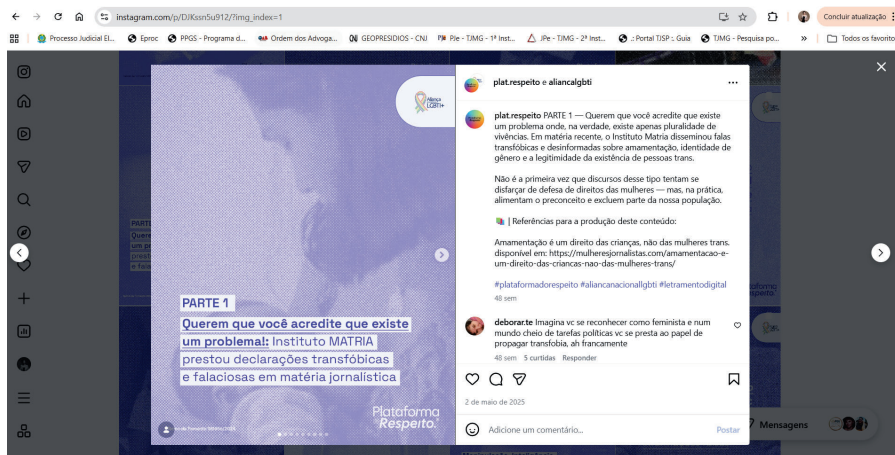 instagram.com/p/DJKssn5u912/?img_index=1
Concluir atualização
Processo Judicial El...
Eproc
PPGS - Programa d...
Ordem dos Advoga...
GEOPRESIDIOS - CNJ
PJe - TJMG - 1ª Inst...
JPe - TJMG - 2ª Inst...
.: Portal TJSP :. Guia
TJMG - Pesquisa po...
»
Todos os favorito
Aliança
LGBTI+
PARTE 1
Querem que você acredite que existe
um problema!: Instituto MATRIA
prestou declarações transfóbicas
e falaciosas em matéria jornalística
Plataforma
Respeito.
plat.respeito e aliancalgbti
plat.respeito PARTE 1 — Querem que você acredite que existe
um problema onde, na verdade, existe apenas pluralidade de
vivências. Em matéria recente, o Instituto Matria disseminou falas
transfóbicas e desinformadas sobre amamentação, identidade de
gênero e a legitimidade da existência de pessoas trans.
Não é a primeira vez que discursos desse tipo tentam se
disfarçar de defesa de direitos das mulheres — mas, na prática,
alimentam o preconceito e excluem parte da nossa população.
| Referências para a produção deste conteúdo:
Amamentação é um direito das crianças, não das mulheres trans.
disponível em: https://mulheresjornalistas.com/amamentacao-e-
um-direito-das-criancas-nao-das-mulheres-trans/
#plataformadorespeito #aliancanacionallgbti #letramentodigital
48 sem
deborar.te Imagina vc se reconhecer como feminista e num
mundo cheio de tarefas políticas vc se presta ao papel de
propagar transfobia, ah francamente
48 sem 5 curtidas Responder
2 de maio de 2025
Adicione um comentário...
Postar
Mensagens